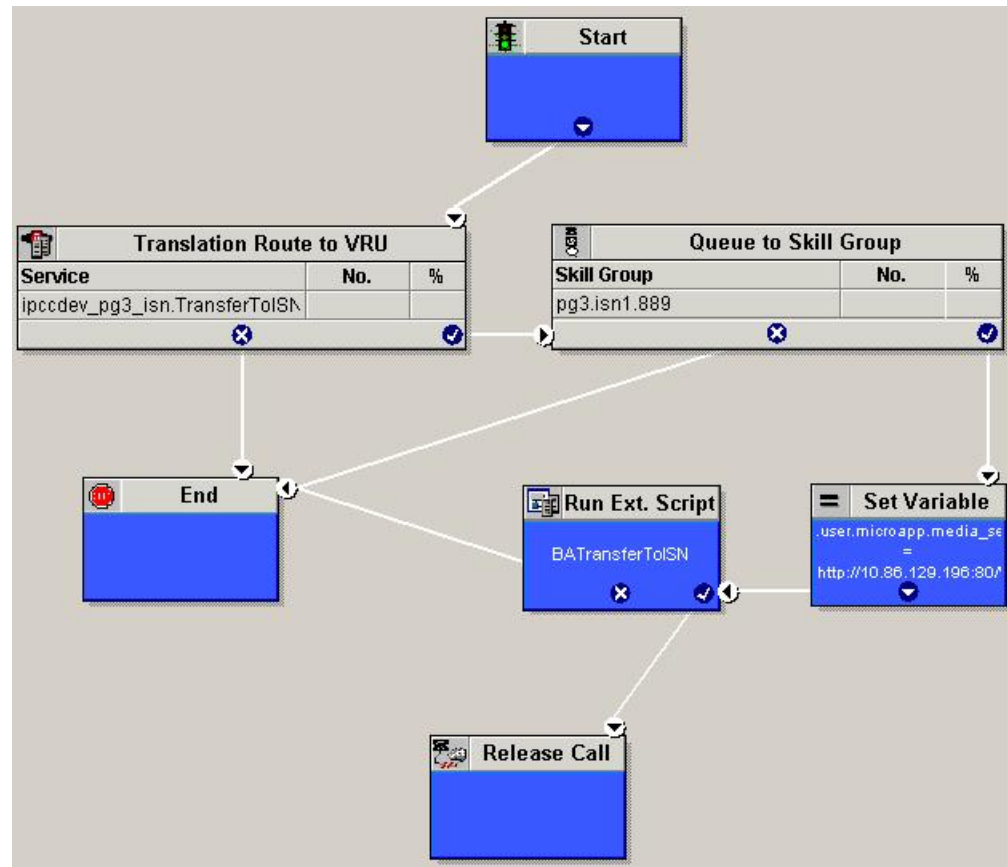 Start
Translation Route to VRU
Service No. %
ipccdev_pg3_isn.TransferToISN
Queue to Skill Group
Skill Group No. %
pg3.isn1.889
End
Run Ext. Script
BATransferToISN
Set Variable
.user.microapp.media_se
=
http://10.86.129.196:80/
Release Call